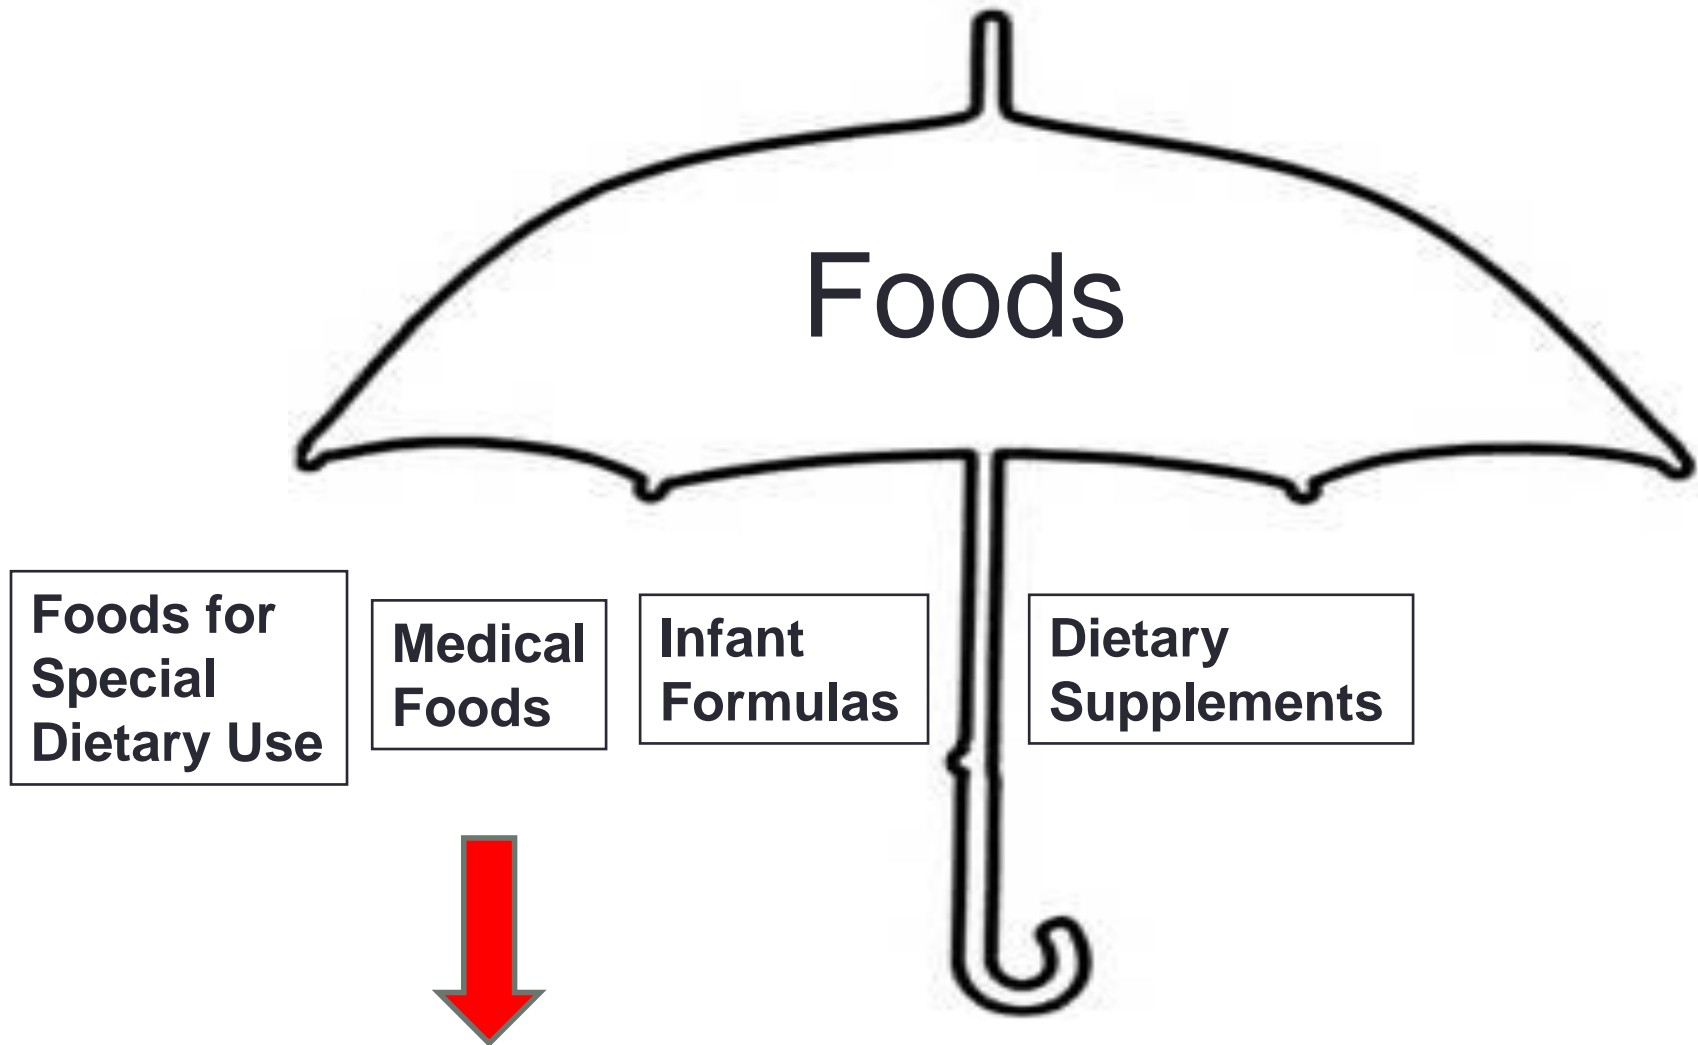 Foods
Foods for
Special
Dietary Use
Medical
Foods
Infant
Formulas
Dietary
Supplements